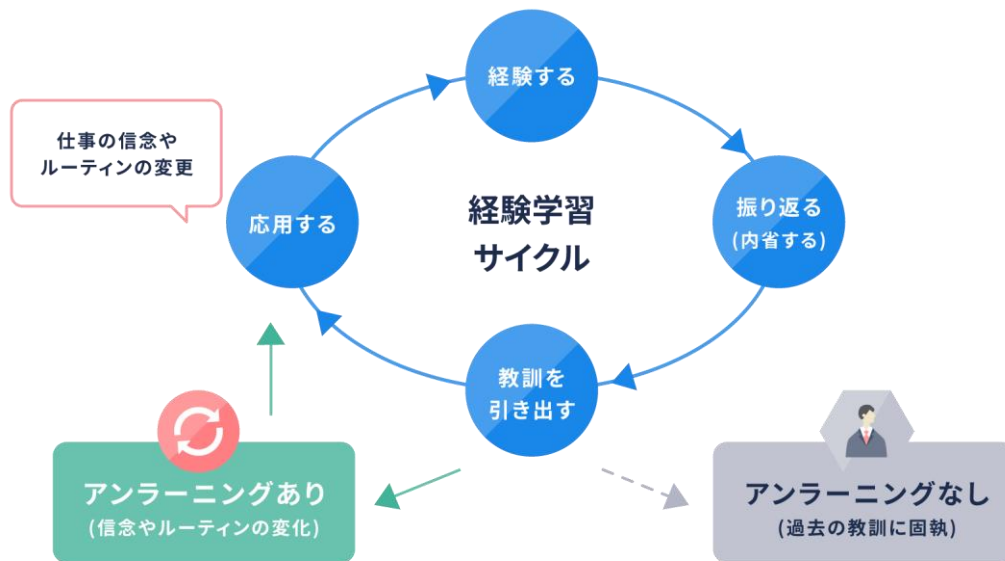 経験する
仕事の信念や
ルーティンの変更
応用する
経験学習
サイクル
振り返る
(内省する)
教訓を
引き出す
アンラーニングあり
(信念やルーティンの変化)
アンラーニングなし
(過去の教訓に固執)